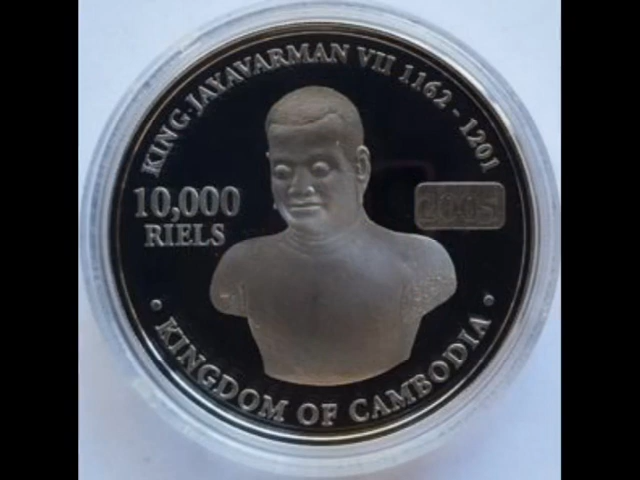 KING JAYAVARMAN VII 1162 - 1201
10,000
RIELS
2005
• KINGDOM OF CAMBODIA •